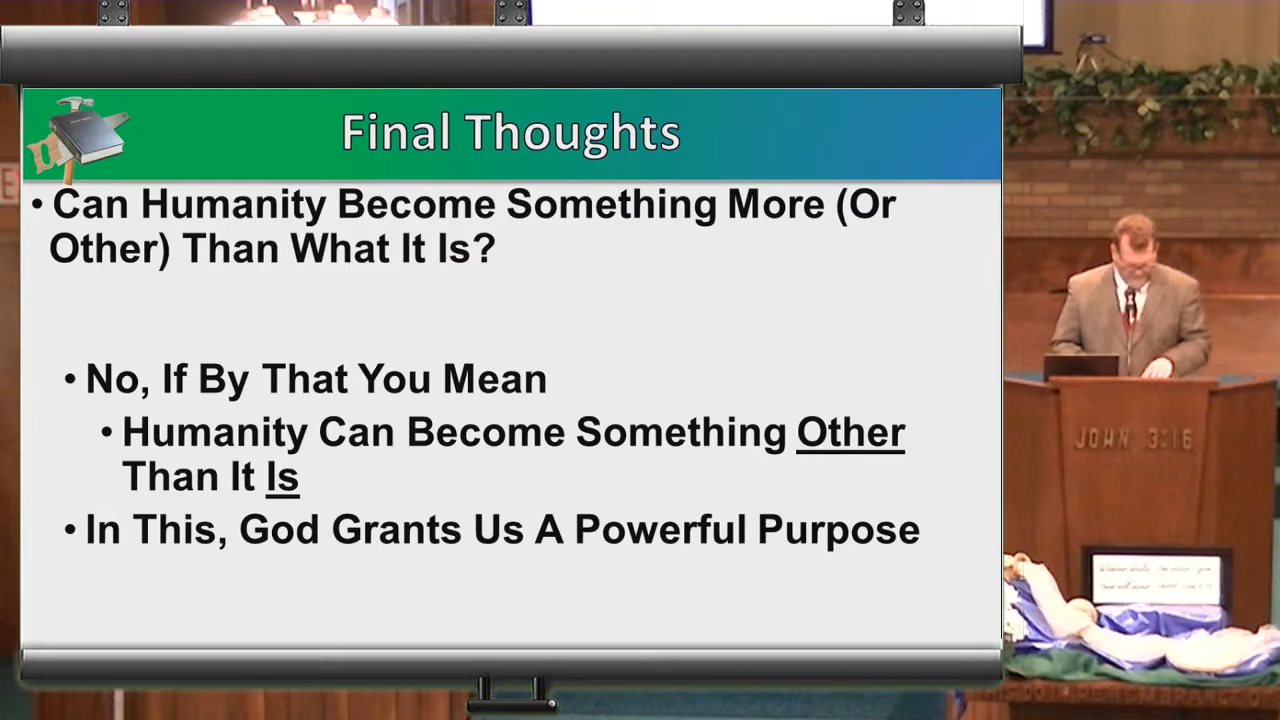 Final Thoughts
• Can Humanity Become Something More (Or
Other) Than What It Is?
• No, If By That You Mean
• Humanity Can Become Something Other
Than It Is
• In This, God Grants Us A Powerful Purpose
JOHN 3:16